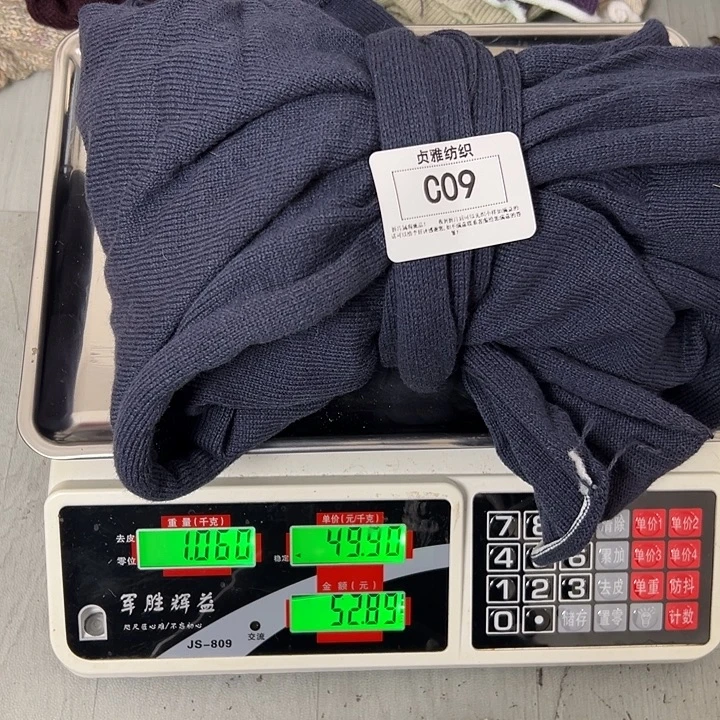 贞雅纺织
C09
重量(千克)
单价(元/千克)
去皮
零位
1.060
稳定
49.90
金额(元)
52.89
军胜辉益
JS-809
交流
7 8 清除 单价1 单价2
4 5 6 累加 单价3 单价4
1 2 3 去皮 单重 防抖
0 • 储存 置零 计数